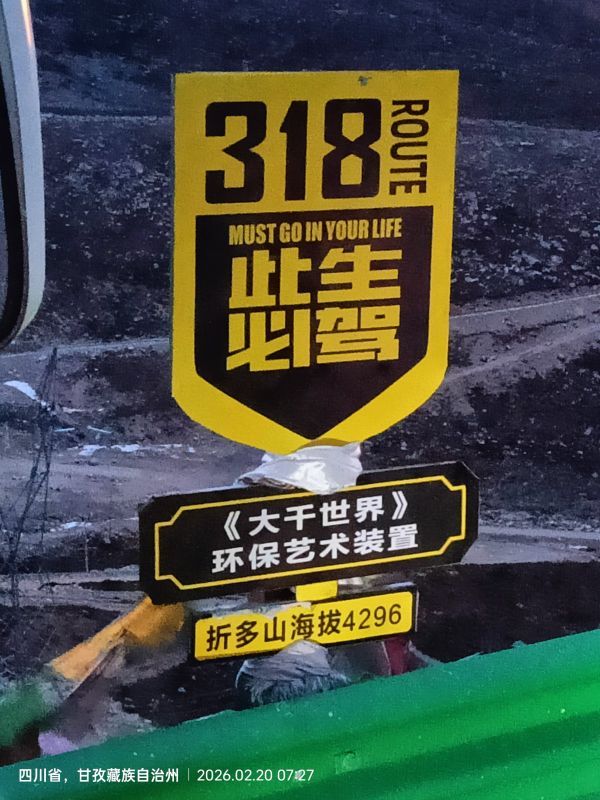 318
ROUTE
MUST GO IN YOUR LIFE
此生
必驾
《大千世界》
环保艺术装置
折多山海拔4296
四川省，甘孜藏族自治州 | 2026.02.20 07:27